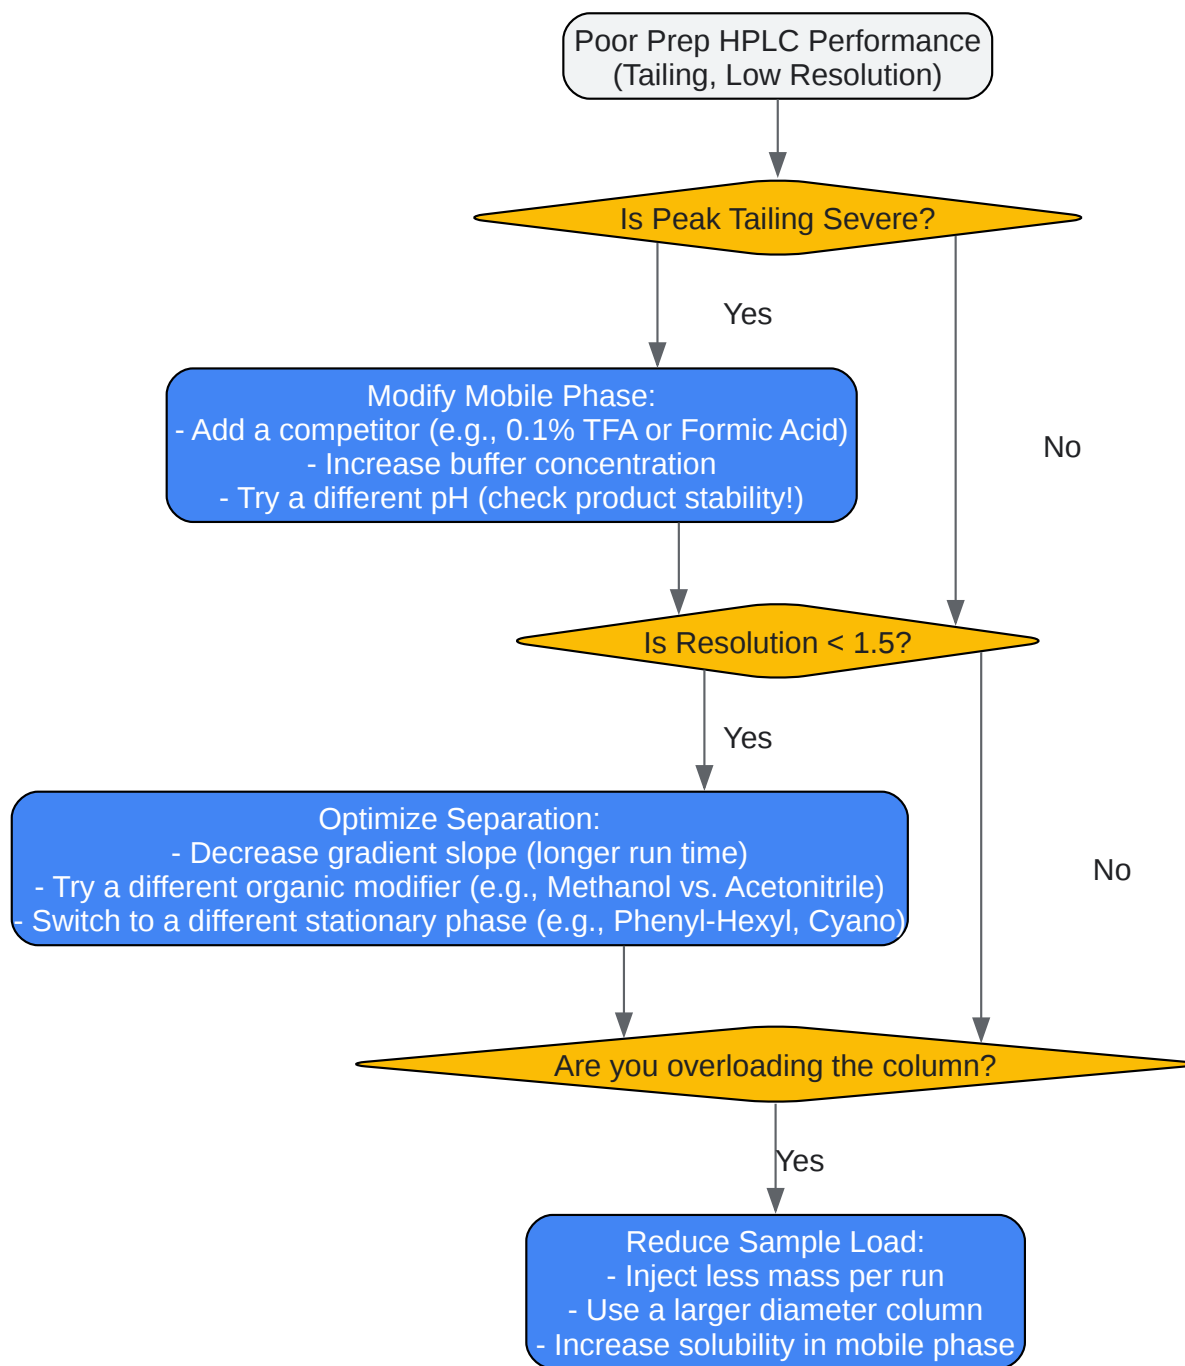 Poor Prep HPLC Performance
(Tailing, Low Resolution)
Is Peak Tailing Severe?
Yes
Modify Mobile Phase:
- Add a competitor (e.g., 0.1% TFA or Formic Acid)
- Increase buffer concentration
- Try a different pH (check product stability!)
No
Is Resolution < 1.5?
Yes
Optimize Separation:
- Decrease gradient slope (longer run time)
- Try a different organic modifier (e.g., Methanol vs. Acetonitrile)
- Switch to a different stationary phase (e.g., Phenyl-Hexyl, Cyano)
No
Are you overloading the column?
Yes
Reduce Sample Load:
- Inject less mass per run
- Use a larger diameter column
- Increase solubility in mobile phase